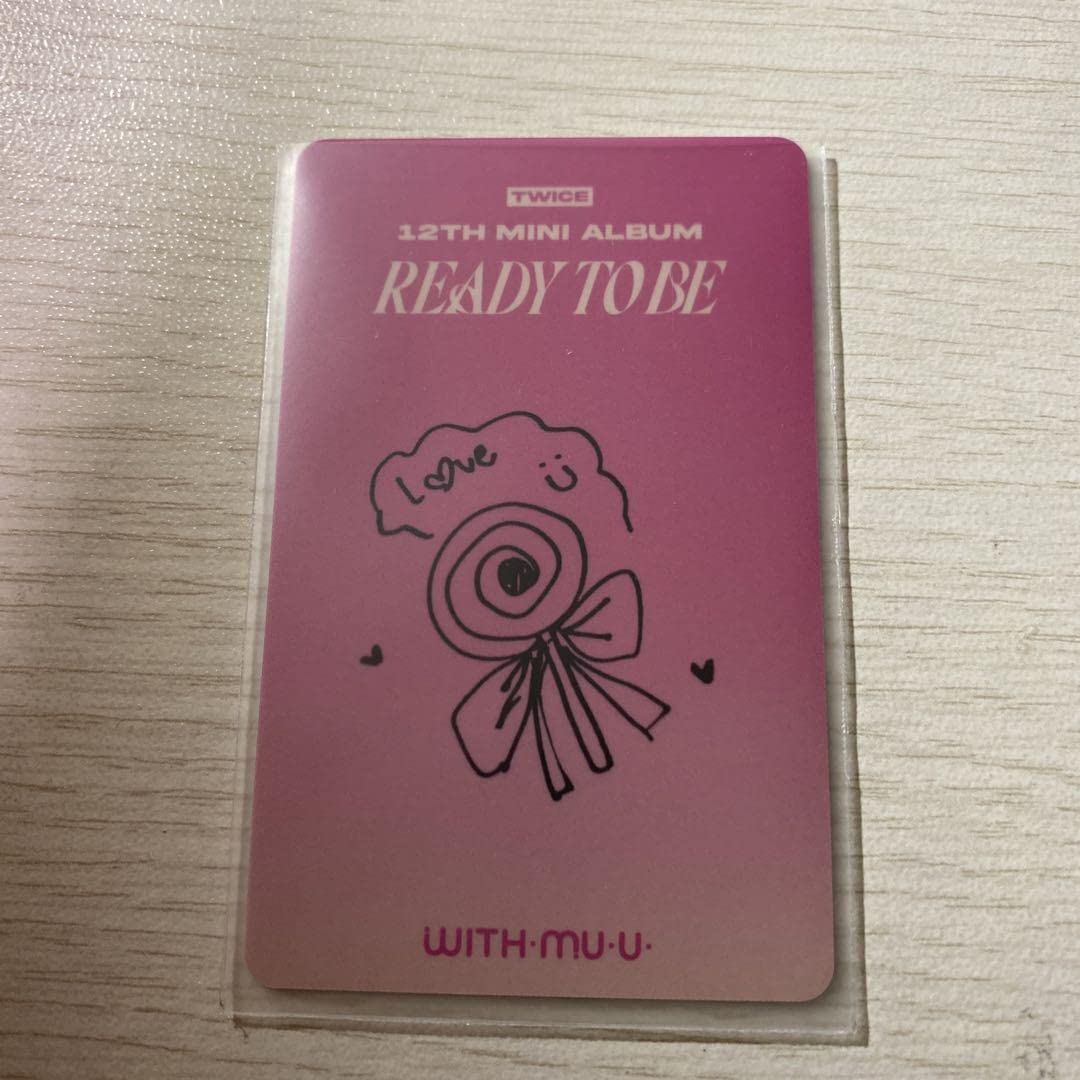 TWICE
12TH MINI ALBUM
READY TO BE
Love
WITH·MU·U·